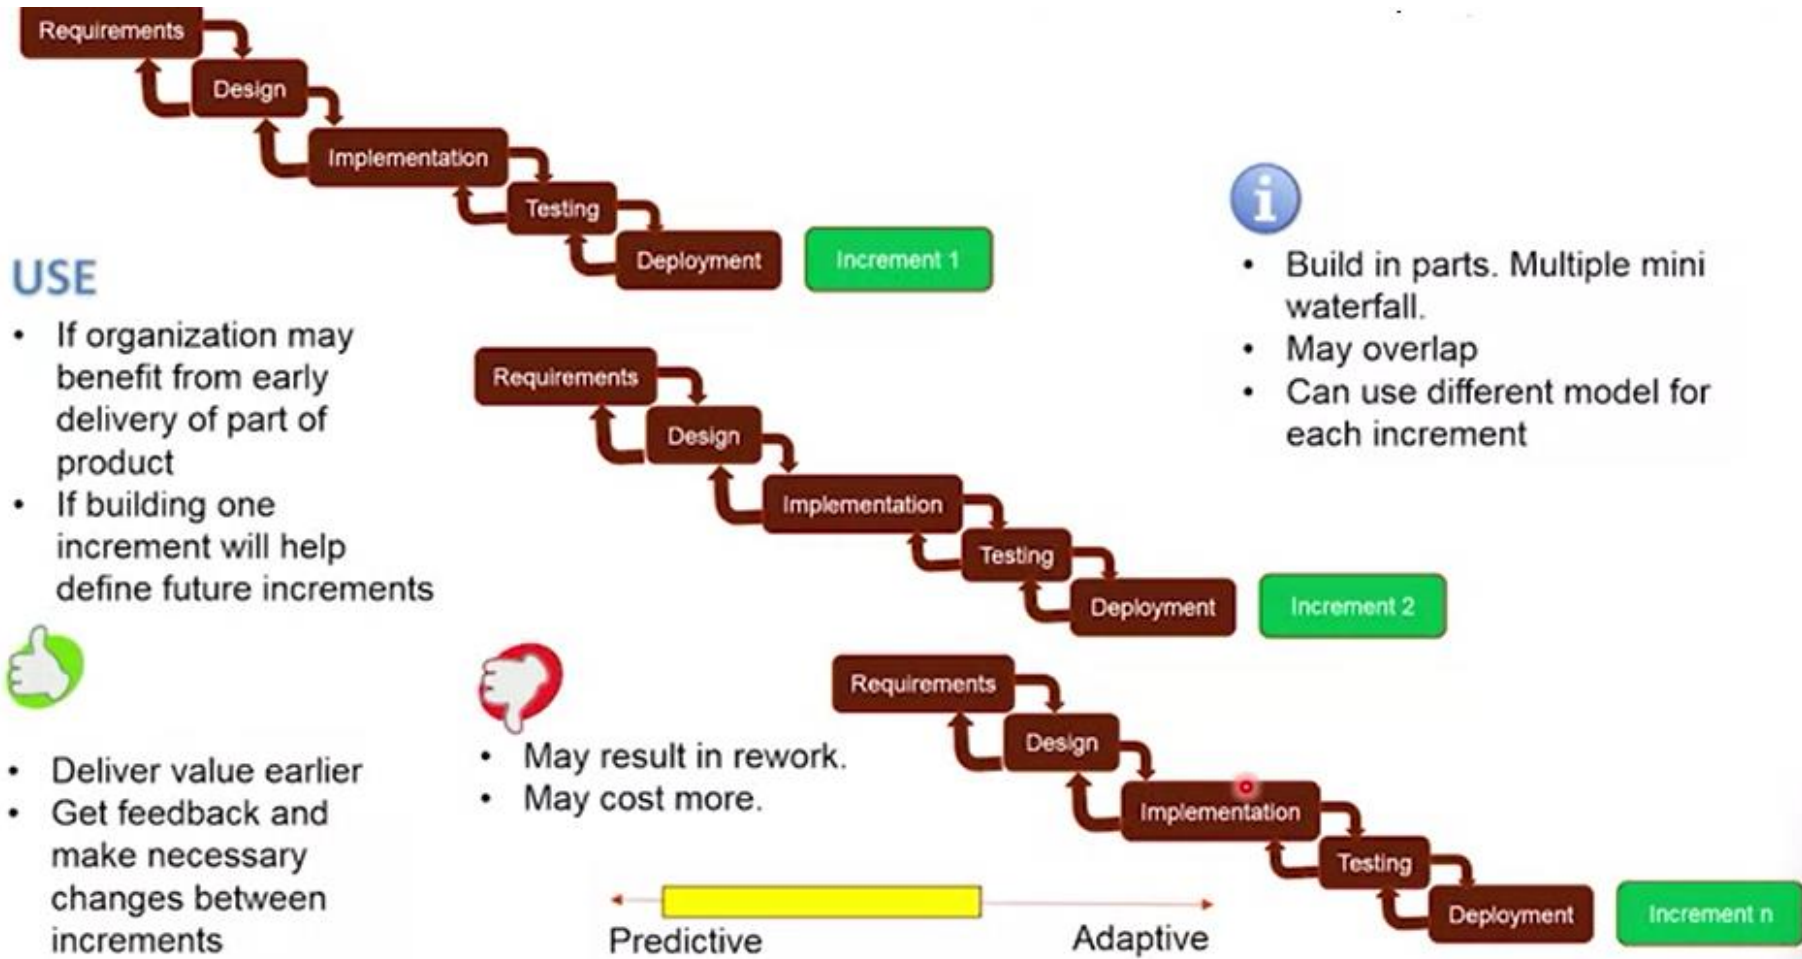 Requirements
Design
Implementation
Testing
Deployment
Increment 1
USE
• If organization may
benefit from early
delivery of part of
product
• If building one
increment will help
define future increments
i
• Build in parts. Multiple mini
waterfall.
• May overlap
• Can use different model for
each increment
Requirements
Design
Implementation
Testing
Deployment
Increment 2
• Deliver value earlier
• Get feedback and
make necessary
changes between
increments
• May result in rework.
• May cost more.
Requirements
Design
Implementation
Testing
Deployment
Increment n
Predictive
Adaptive